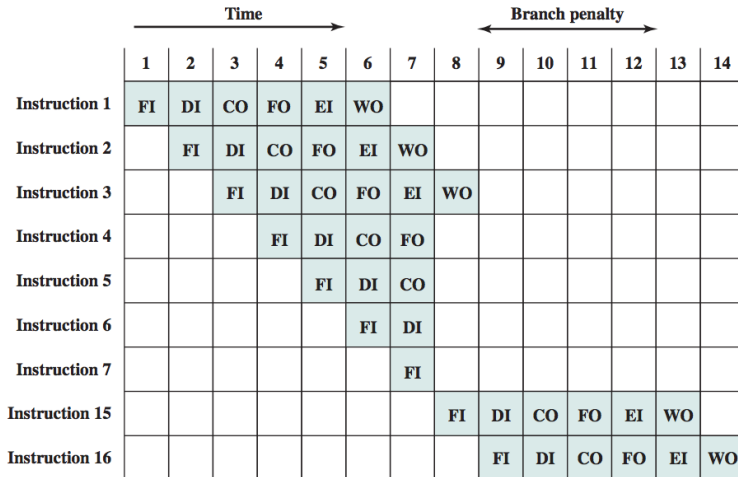 Time Branch penalty
1 2 3 4 5 6 7 8 9 10 11 12 13 14
Instruction 1 FI DI CO FO EI WO
Instruction 2 FI DI CO FO EI WO
Instruction 3 FI DI CO FO EI WO
Instruction 4 FI DI CO FO
Instruction 5 FI DI CO
Instruction 6 FI DI
Instruction 7 FI
Instruction 15 FI DI CO FO EI WO
Instruction 16 FI DI CO FO EI WO